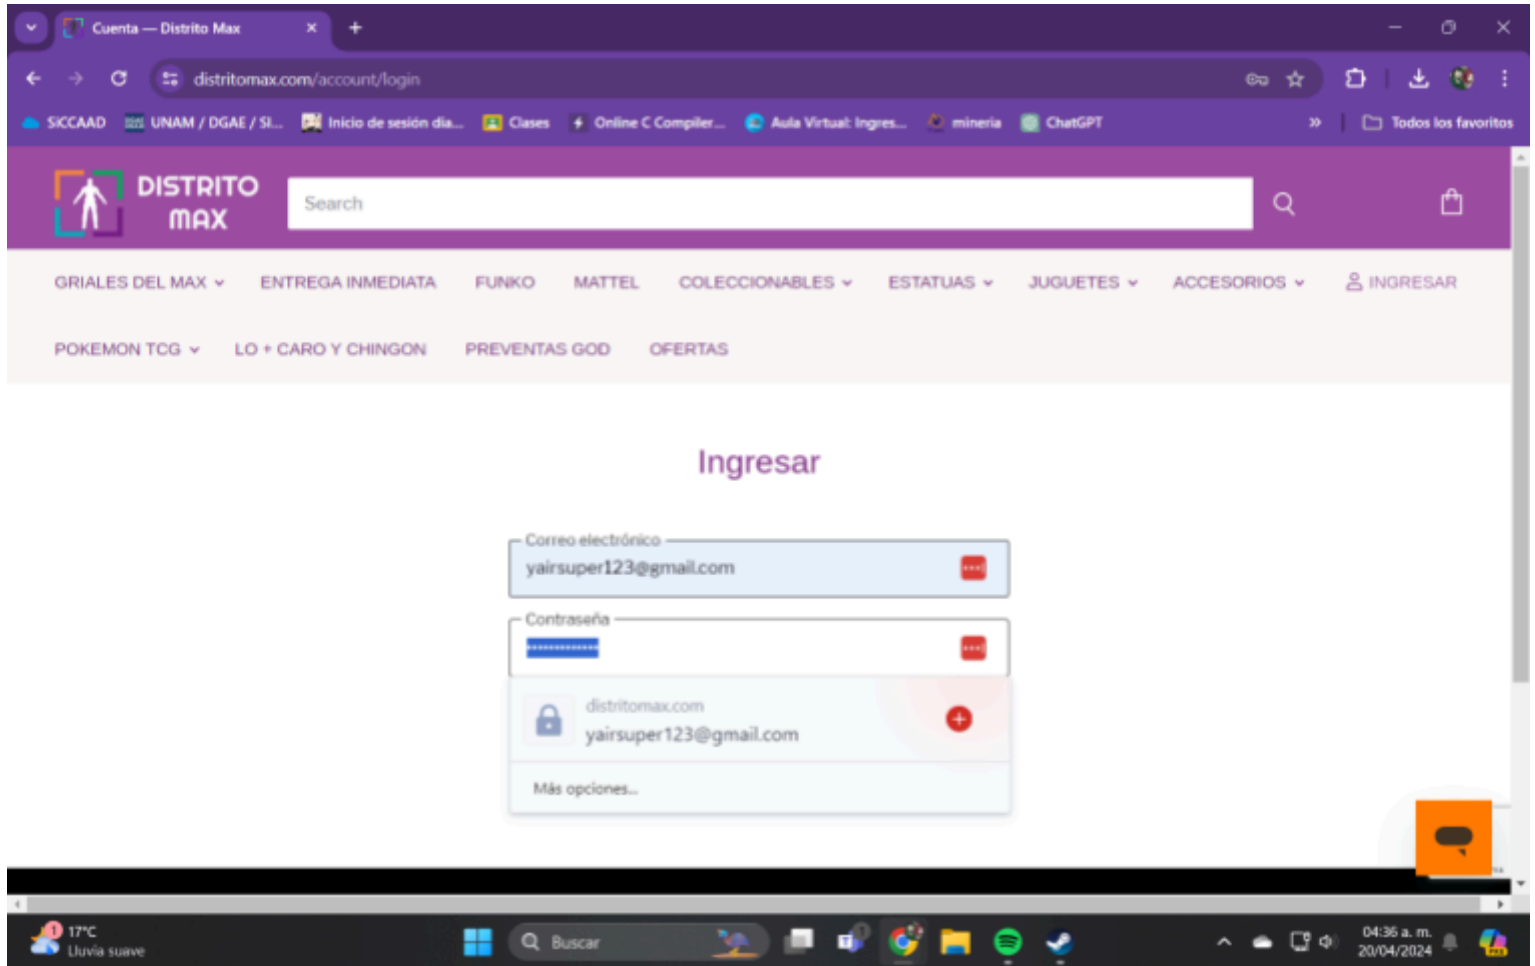 Cuenta — Distrito Max
distritomax.com/account/login
SiCCAAD UNAM / DGAE / SI... Inicio de sesión dia... Clases Online C Compiler... Aula Virtual: Ingres... mineria ChatGPT » Todos los favoritos
DISTRITO
MAX
Search
GRIALES DEL MAX ENTREGA INMEDIATA FUNKO MATTEL COLECCIONABLES ESTATUAS JUGUETES ACCESORIOS INGRESAR
POKEMON TCG LO + CARO Y CHINGON PREVENTAS GOD OFERTAS
Ingresar
Correo electrónico
yairsuper123@gmail.com
Contraseña
distritomax.com
yairsuper123@gmail.com
Más opciones...
1
17°C
Lluvia suave
Buscar
04:36 a. m.
20/04/2024